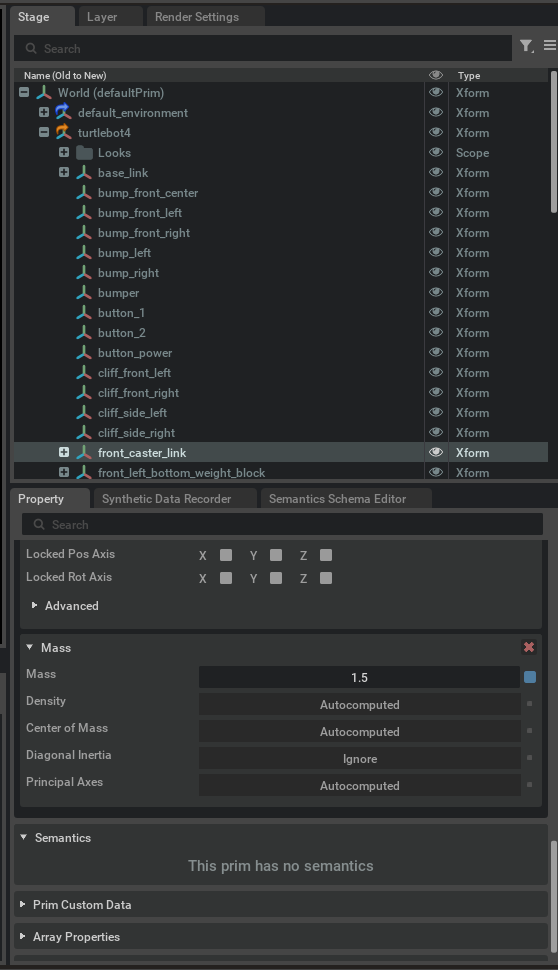 Stage Layer Render Settings
Search
Name (Old to New) Type
World (defaultPrim) Xform
default_environment Xform
turtlebot4 Xform
Looks Scope
base_link Xform
bump_front_center Xform
bump_front_left Xform
bump_front_right Xform
bump_left Xform
bump_right Xform
bumper Xform
button_1 Xform
button_2 Xform
button_power Xform
cliff_front_left Xform
cliff_front_right Xform
cliff_side_left Xform
cliff_side_right Xform
front_caster_link Xform
front_left_bottom_weight_block Xform
Property Synthetic Data Recorder Semantics Schema Editor
Search
Locked Pos Axis X Y Z
Locked Rot Axis X Y Z
Advanced
Mass
Mass 1.5
Density Autocomputed
Center of Mass Autocomputed
Diagonal Inertia Ignore
Principal Axes Autocomputed
Semantics
This prim has no semantics
Prim Custom Data
Array Properties